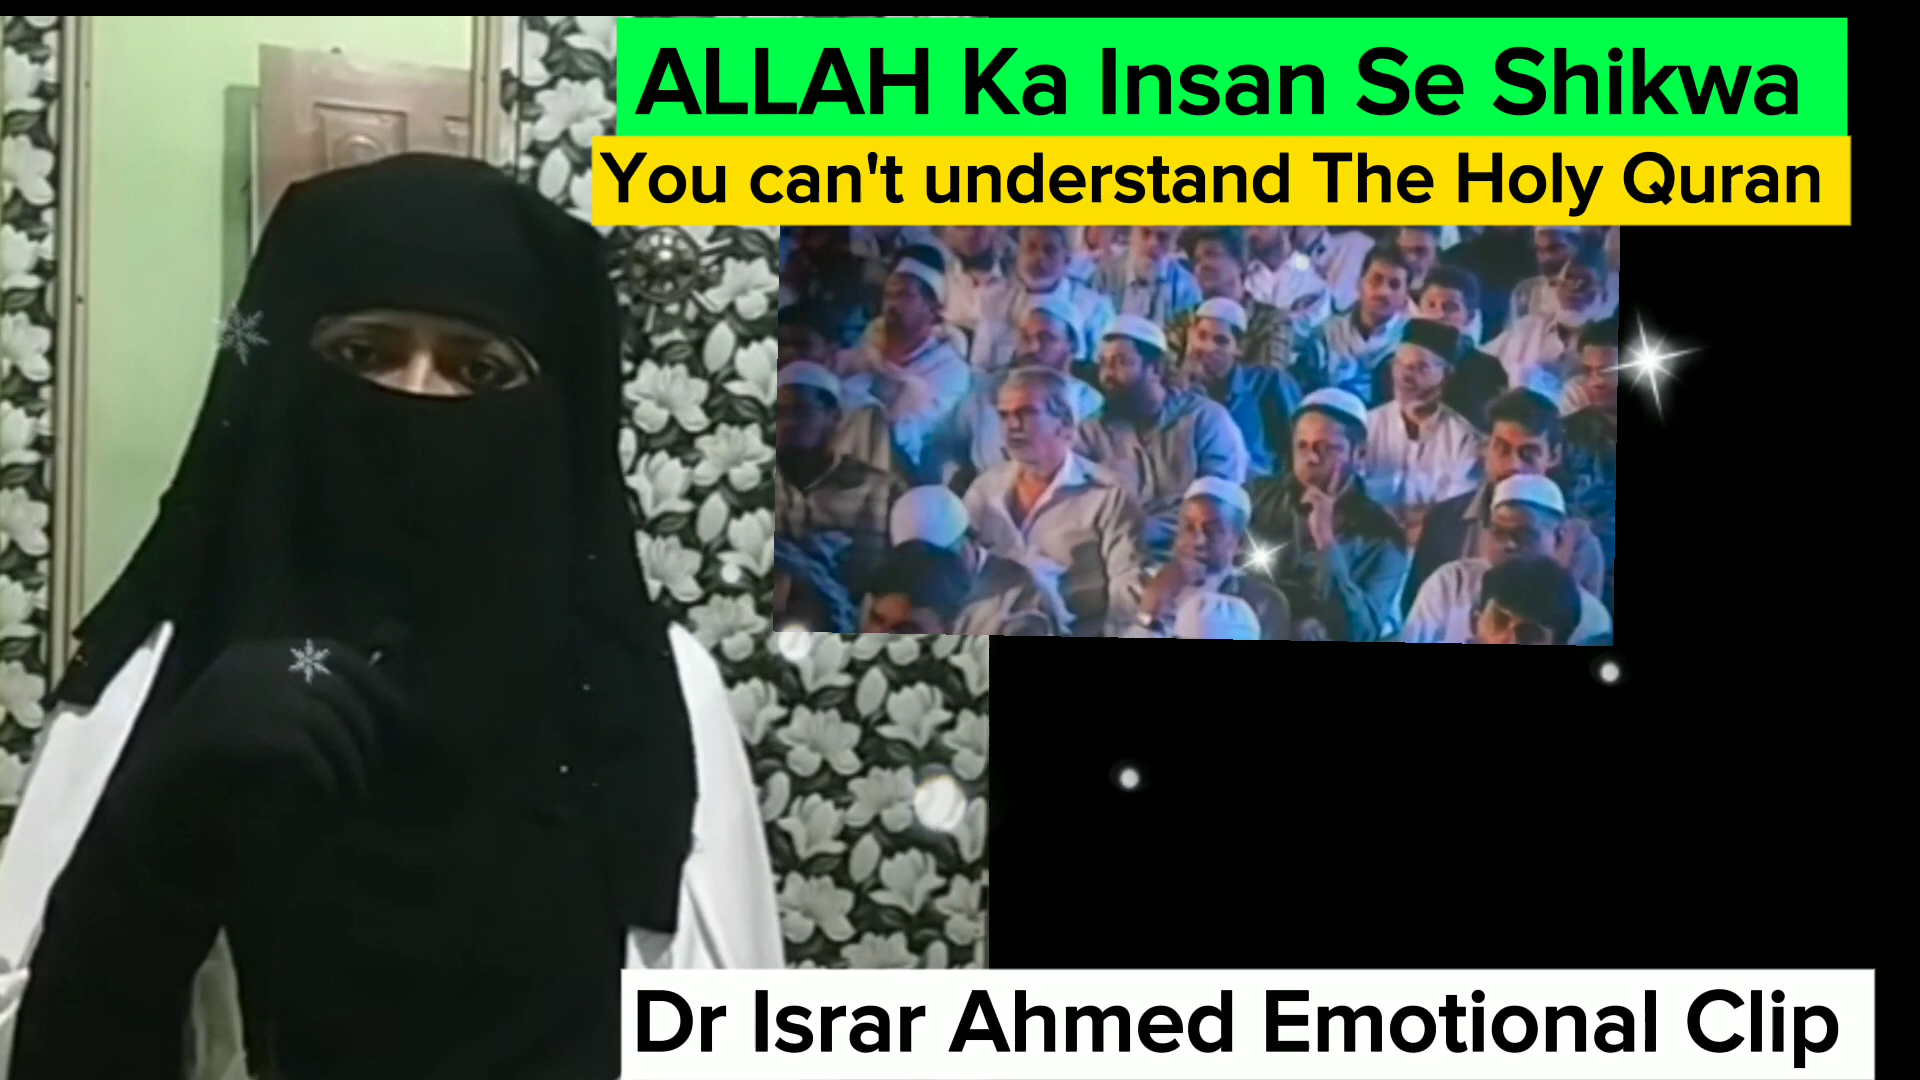 ALLAH Ka Insan Se Shikwa
You can't understand The Holy Quran
Dr Israr Ahmed Emotional Clip